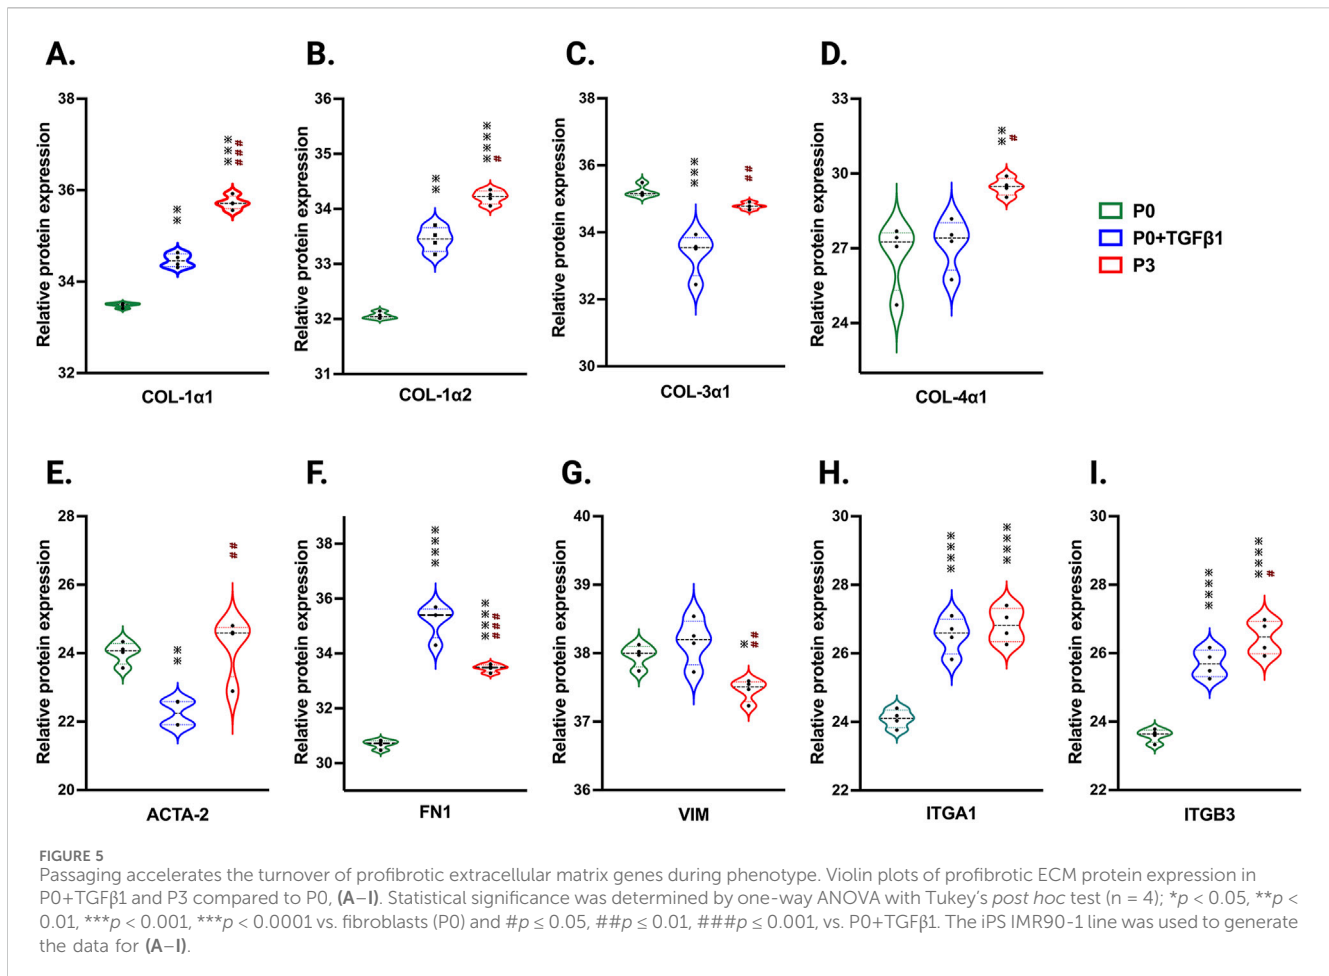 A.
B.
C.
D.
Relative protein expression
38
36
34
32
※※
※※※
###
COL-1α1
Relative protein expression
36
35
34
33
32
31
※※
※※※※
#
COL-1α2
Relative protein expression
38
36
34
32
30
※※※
##
COL-3α1
Relative protein expression
33
30
27
24
※※
#
COL-4α1
P0
P0+TGFβ1
P3
E.
F.
G.
H.
I.
Relative protein expression
28
26
24
22
20
※※
##
ACTA-2
Relative protein expression
38
36
34
32
30
※※※※
※※※※
###
FN1
Relative protein expression
40
39
38
37
36
※
##
VIM
Relative protein expression
30
28
26
24
22
※※※※
※※※※
ITGA1
Relative protein expression
30
28
26
24
22
※※※※
※※※※
#
ITGB3
FIGURE 5
Passaging accelerates the turnover of profibrotic extracellular matrix genes during phenotype. Violin plots of profibrotic ECM protein expression in
P0+TGFβ1 and P3 compared to P0, (A–I). Statistical significance was determined by one-way ANOVA with Tukey's post hoc test (n = 4); *p < 0.05, **p <
0.01, ***p < 0.001, ***p < 0.0001 vs. fibroblasts (P0) and #p ≤ 0.05, ##p ≤ 0.01, ###p ≤ 0.001, vs. P0+TGFβ1. The iPS IMR90-1 line was used to generate
the data for (A–I).